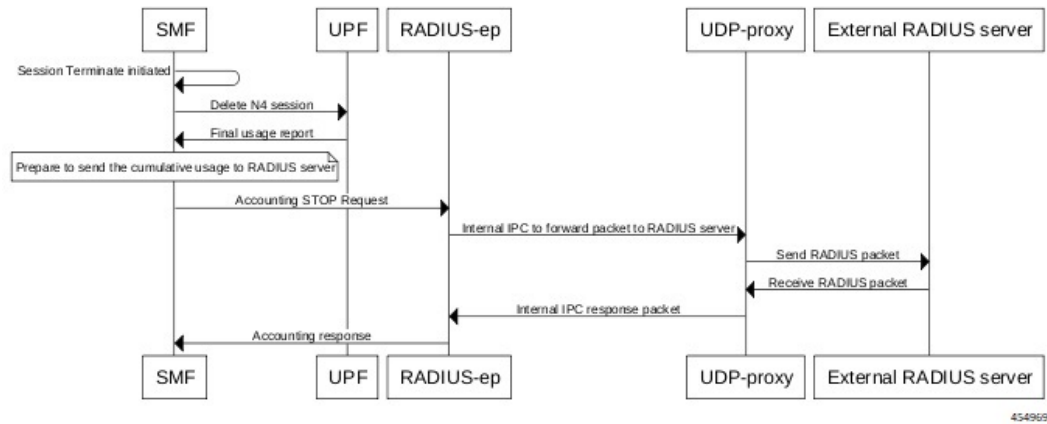 SMF UPF RADIUS-ep UDP-proxy External RADIUS server
Session Terminate initiated
Delete N4 session
Final usage report
Prepare to send the cumulative usage to RADIUS server
Accounting STOP Request
Internal IPC to forward packet to RADIUS server
Send RADIUS packet
Receive RADIUS packet
Internal IPC response packet
Accounting response
SMF UPF RADIUS-ep UDP-proxy External RADIUS server
454969